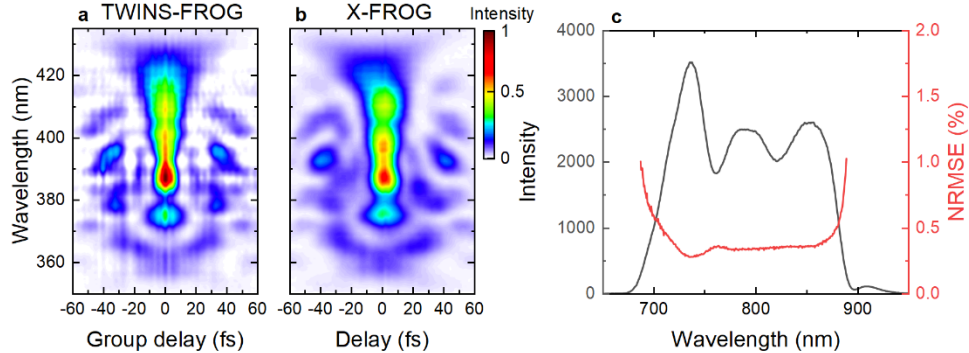 a TWINS-FROG
Wavelength (nm)
420
400
380
360
-60 -40 -20 0 20 40 60
Group delay (fs)
b X-FROG
-60 -40 -20 0 20 40 60
Delay (fs)
Intensity
1
0.5
0
c
Intensity
4000
3000
2000
1000
0
700 800 900
Wavelength (nm)
2.0
1.5
1.0
0.5
0.0
NRMSE (%)